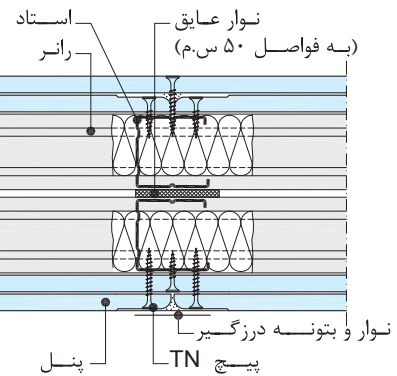 استاد
رانر
نوار عایق
(به فواصل ۵۰ س.م)
نوار و بتونه درزگیر
پیچ TN
پنل